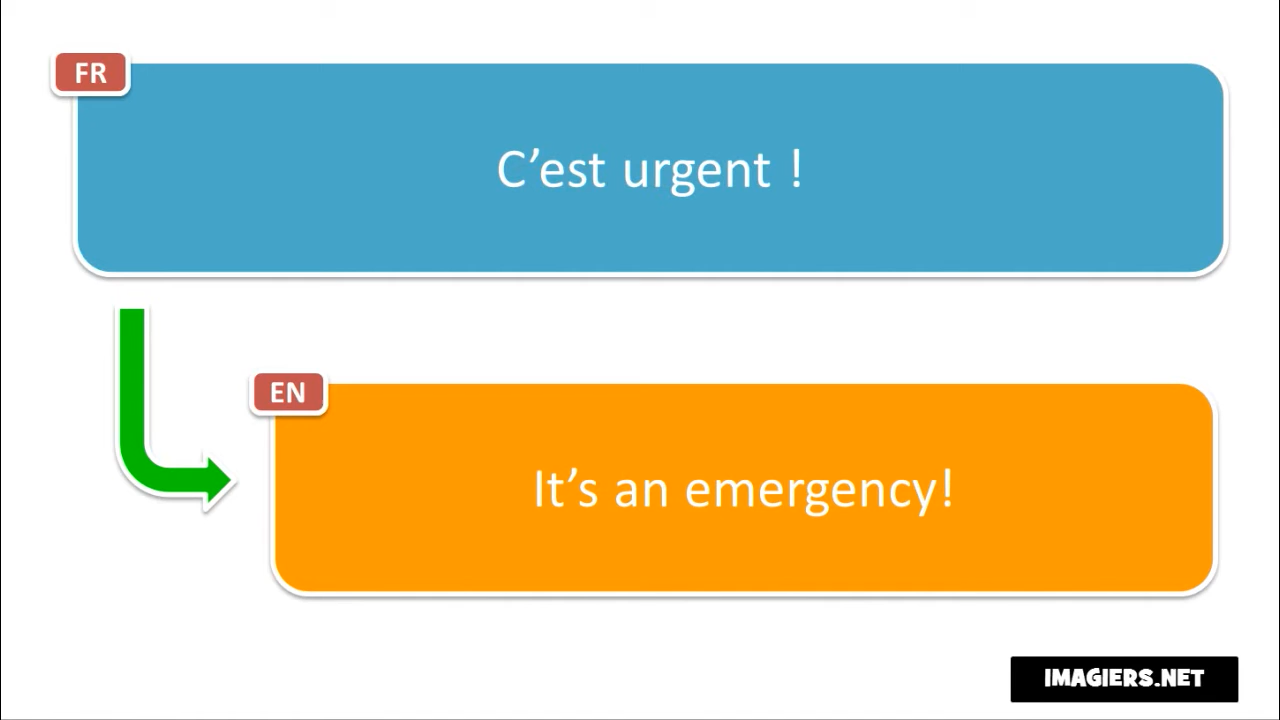 FR
C’est urgent !
EN
It’s an emergency!
IMAGIERS.NET